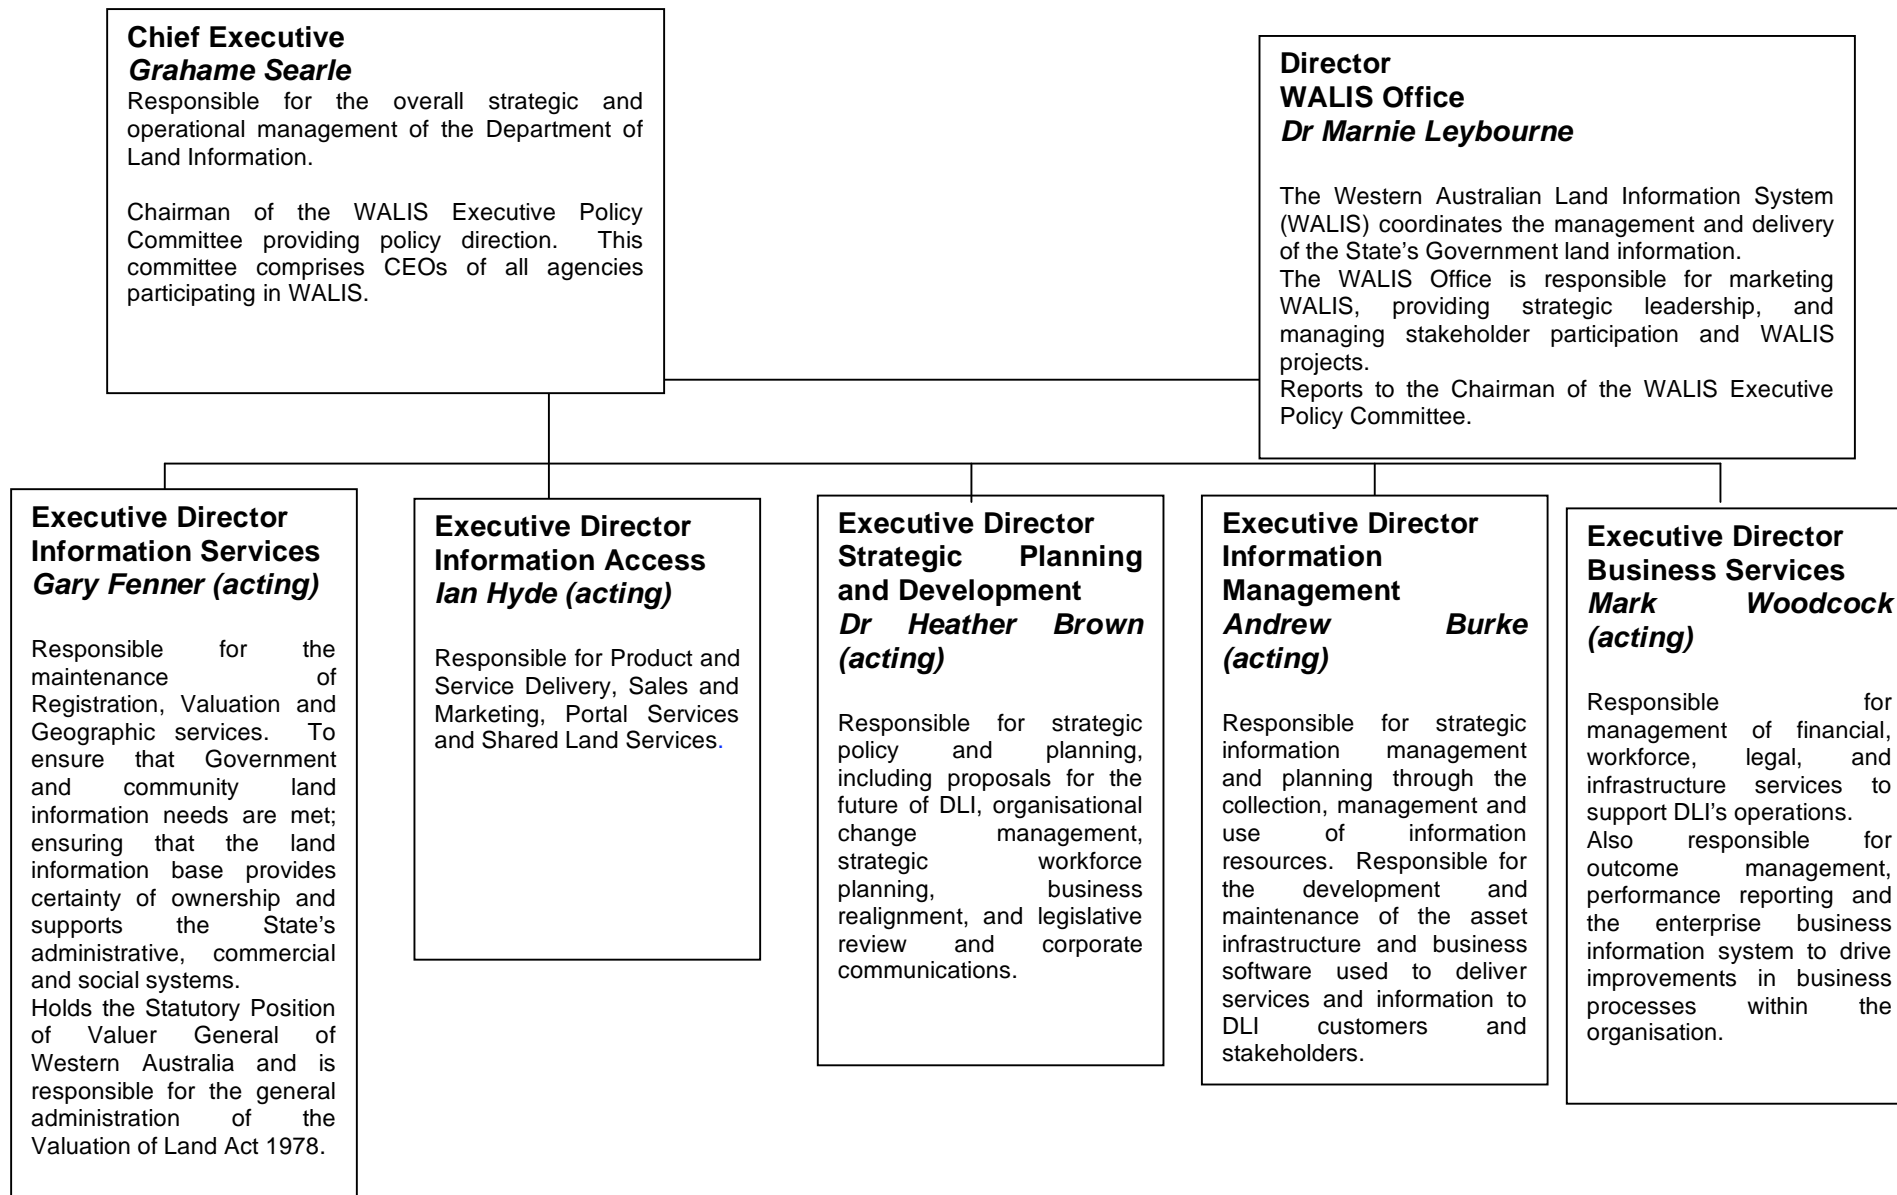 Chief Executive
Grahame Searle
Responsible for the overall strategic and
operational management of the Department of
Land Information.
Chairman of the WALIS Executive Policy
Committee providing policy direction. This
committee comprises CEOs of all agencies
participating in WALIS.
Director
WALIS Office
Dr Marnie Leybourne
The Western Australian Land Information System
(WALIS) coordinates the management and delivery
of the State's Government land information.
The WALIS Office is responsible for marketing
WALIS, providing strategic leadership, and
managing stakeholder participation and WALIS
projects.
Reports to the Chairman of the WALIS Executive
Policy Committee.
Executive Director
Information Services
Gary Fenner (acting)
Responsible for the
maintenance of
Registration, Valuation and
Geographic services. To
ensure that Government
and community land
information needs are met;
ensuring that the land
information base provides
certainty of ownership and
supports the State's
administrative, commercial
and social systems.
Holds the Statutory Position
of Valuer General of
Western Australia and is
responsible for the general
administration of the
Valuation of Land Act 1978.
Executive Director
Information Access
Ian Hyde (acting)
Responsible for Product and
Service Delivery, Sales and
Marketing, Portal Services
and Shared Land Services.
Executive Director
Strategic Planning
and Development
Dr Heather Brown
(acting)
Responsible for strategic
policy and planning,
including proposals for the
future of DLI, organisational
change management,
strategic workforce
planning, business
realignment, and legislative
review and corporate
communications.
Executive Director
Information
Management
Andrew Burke
(acting)
Responsible for strategic
information management
and planning through the
collection, management and
use of information
resources. Responsible for
the development and
maintenance of the asset
infrastructure and business
software used to deliver
services and information to
DLI customers and
stakeholders.
Executive Director
Business Services
Mark Woodcock
(acting)
Responsible for
management of financial,
workforce, legal, and
infrastructure services to
support DLI's operations.
Also responsible for
outcome management,
performance reporting and
the enterprise business
information system to drive
improvements in business
processes within the
organisation.